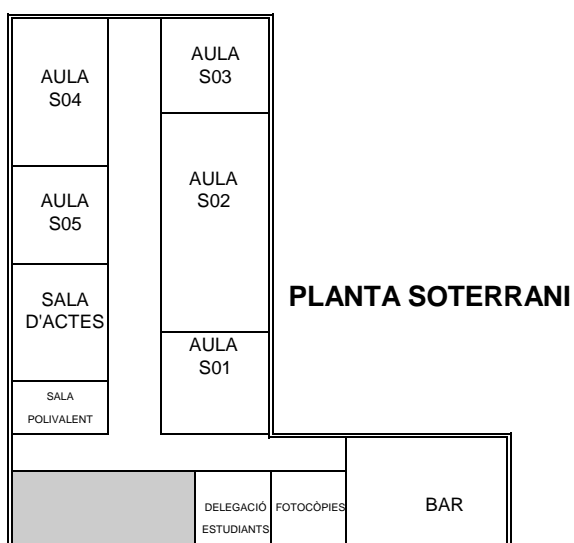 AULA
S04
AULA
S03
AULA
S05
AULA
S02
SALA
D'ACTES
PLANTA SOTERRANI
AULA
S01
SALA
POLIVALENT
DELEGACIÓ
ESTUDIANTS
FOTOCÒPIES
BAR